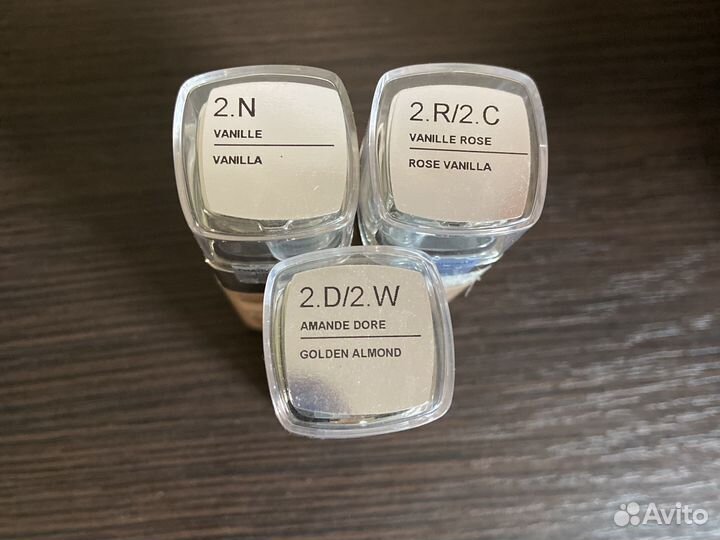 2.N
VANILLE
VANILLA
2.R/2.C
VANILLE ROSE
ROSE VANILLA
2.D/2.W
AMANDE DORE
GOLDEN ALMOND
Avito